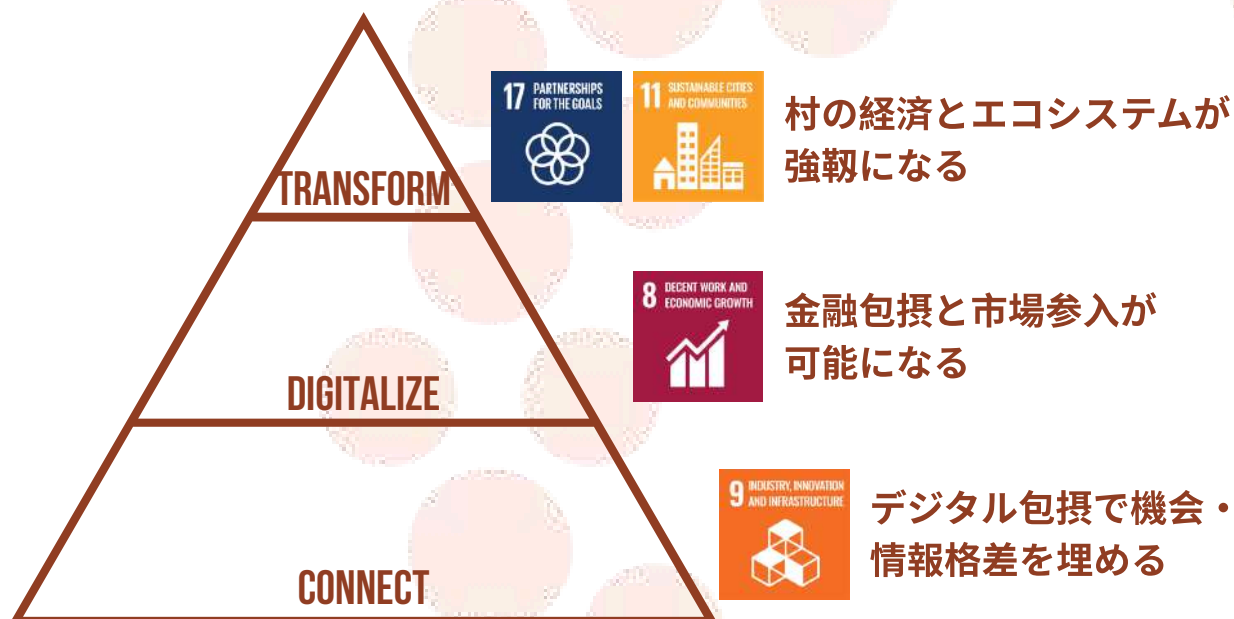 17 PARTNERSHIPS
FOR THE GOALS
11 SUSTAINABLE CITIES
AND COMMUNITIES
村の経済とエコシステムが
強靱になる
TRANSFORM
8 DECENT WORK AND
ECONOMIC GROWTH
金融包摂と市場参入が
可能になる
DIGITALIZE
9 INDUSTRY, INNOVATION
AND INFRASTRUCTURE
デジタル包摂で機会・
情報格差を埋める
CONNECT